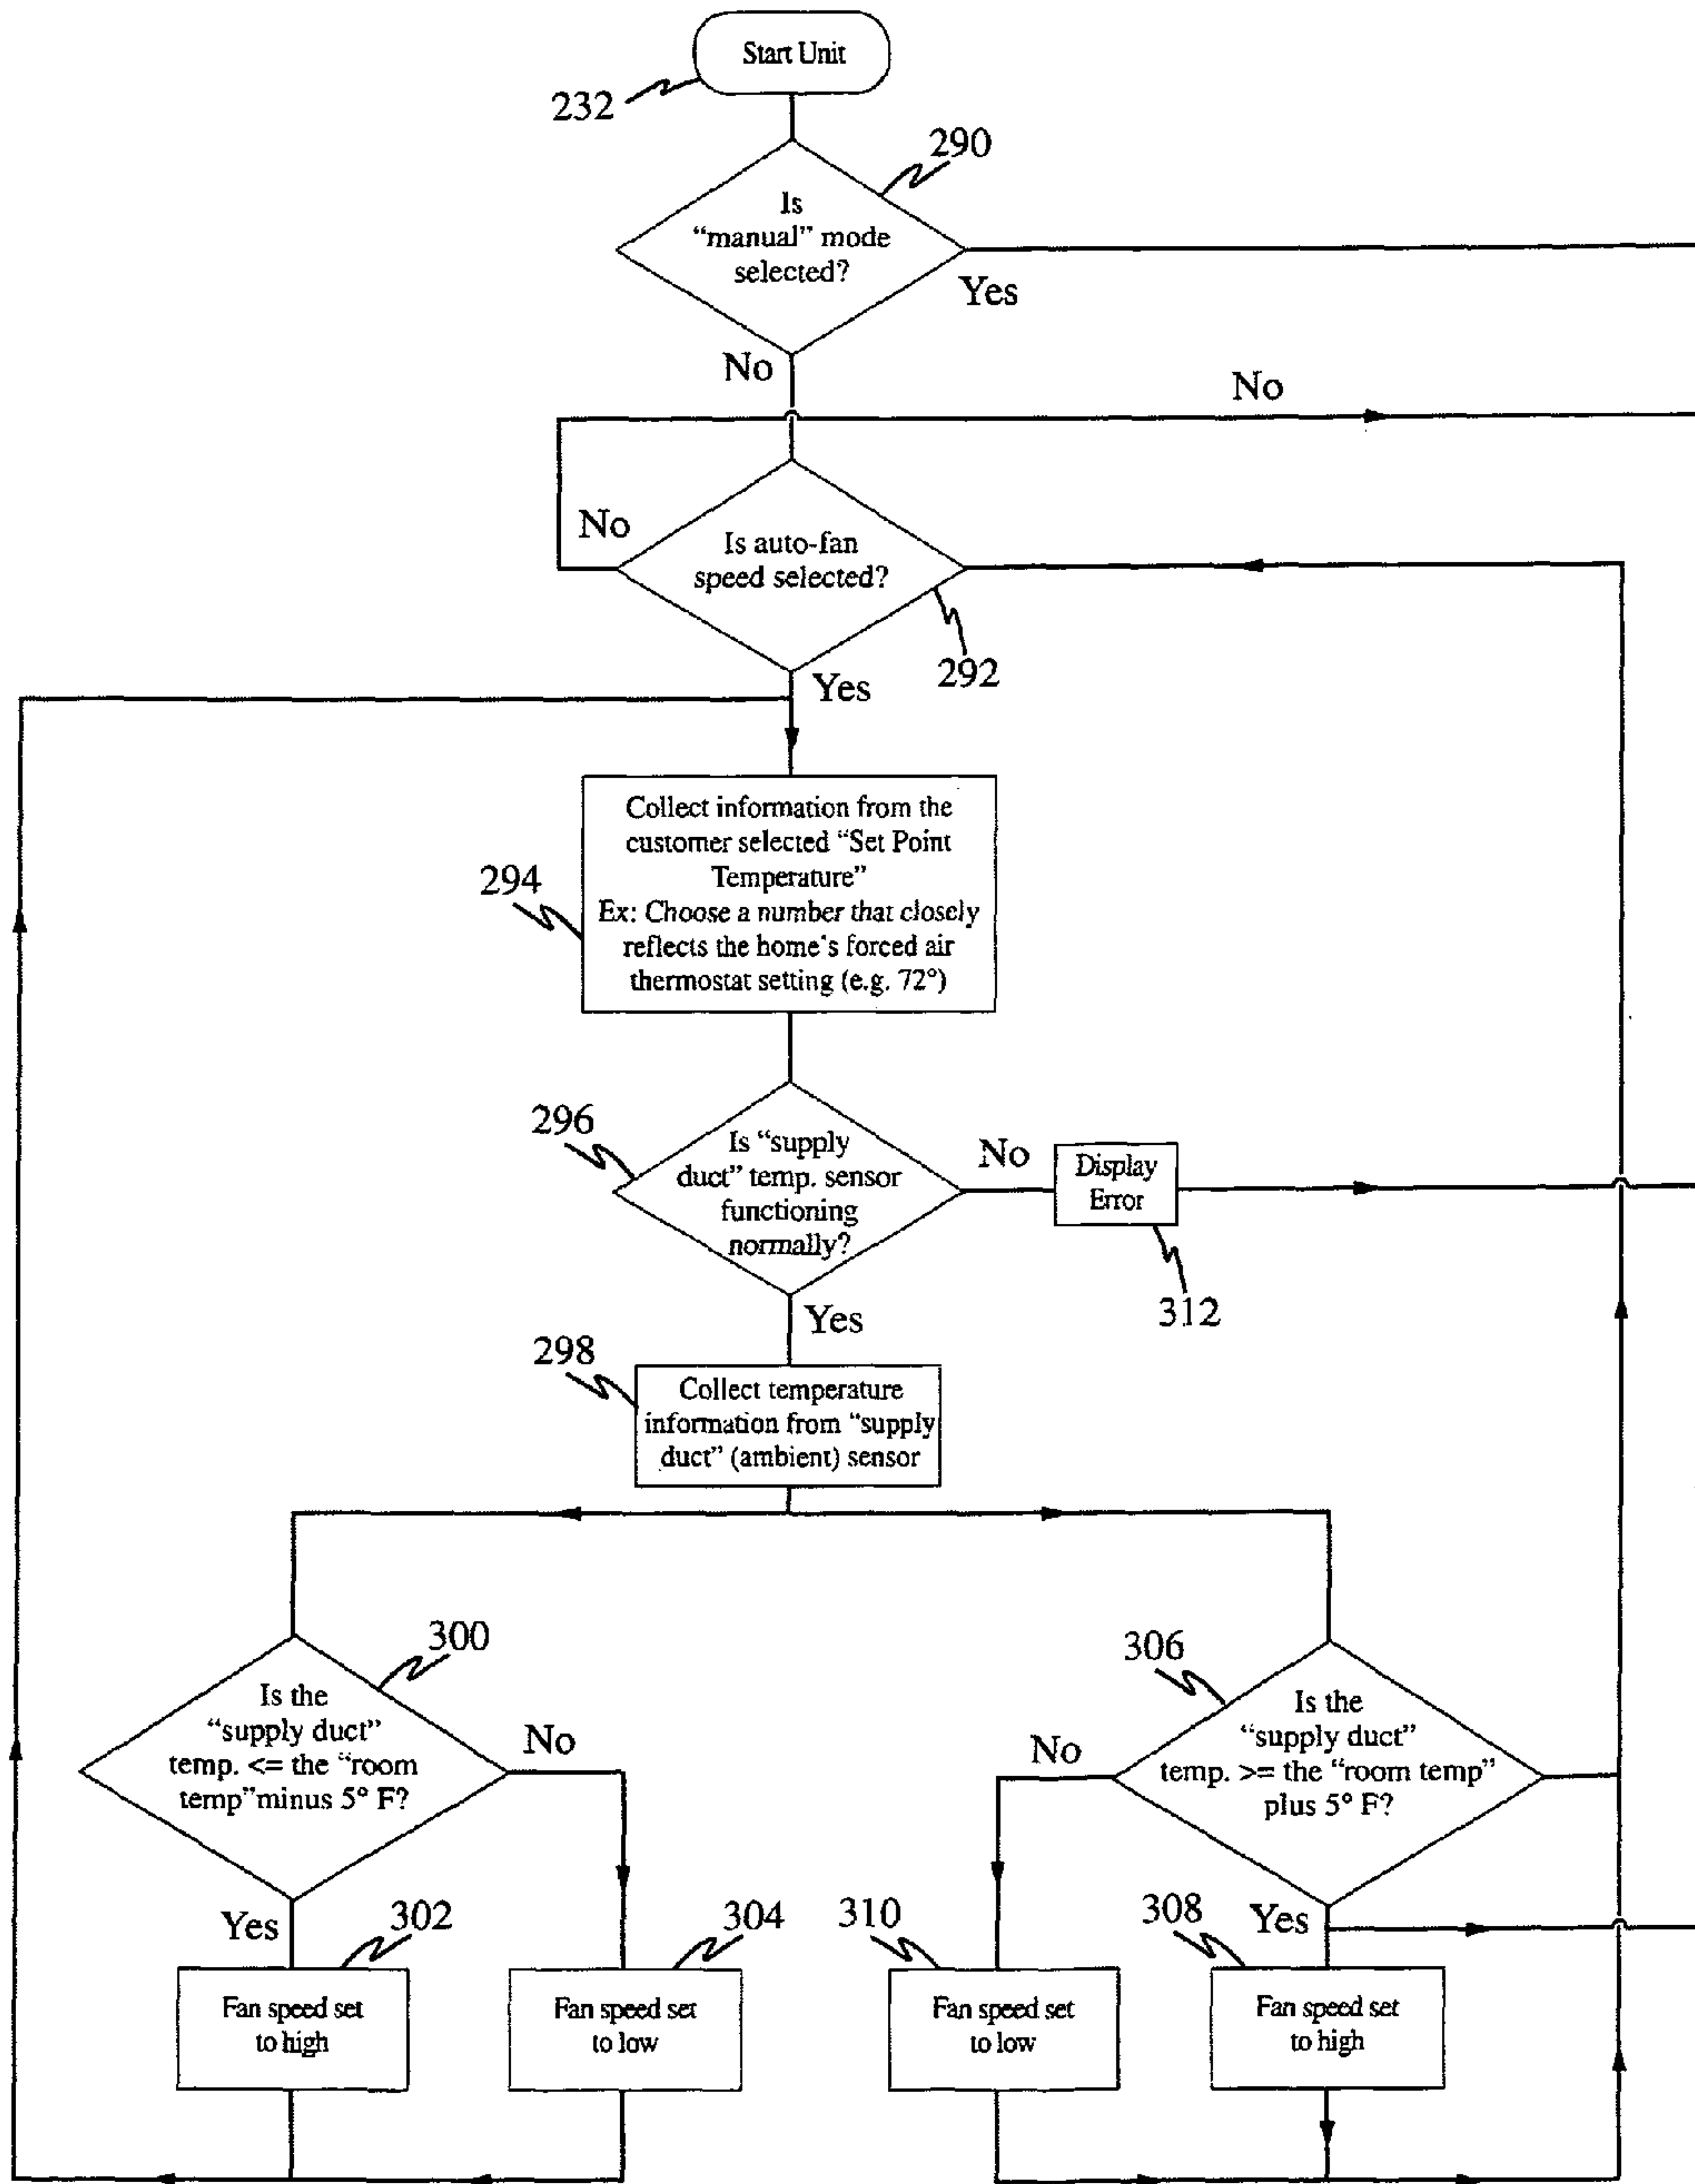 Start Unit
232
290
Is
“manual” mode
selected?
Yes
No
No
No
Is auto-fan
speed selected?
292
Yes
Collect information from the
customer selected “Set Point
Temperature”
Ex: Choose a number that closely
reflects the home's forced air
thermostat setting (e.g. 72°)
294
296
Is “supply
duct” temp. sensor
functioning
normally?
No
Display
Error
312
Yes
298
Collect temperature
information from “supply
duct” (ambient) sensor
300
Is the
“supply duct”
temp. <= the “room
temp”minus 5° F?
No
306
Is the
“supply duct”
temp. >= the “room temp”
plus 5° F?
No
Yes
302
304
310
308
Yes
Fan speed set
to high
Fan speed set
to low
Fan speed set
to low
Fan speed set
to high